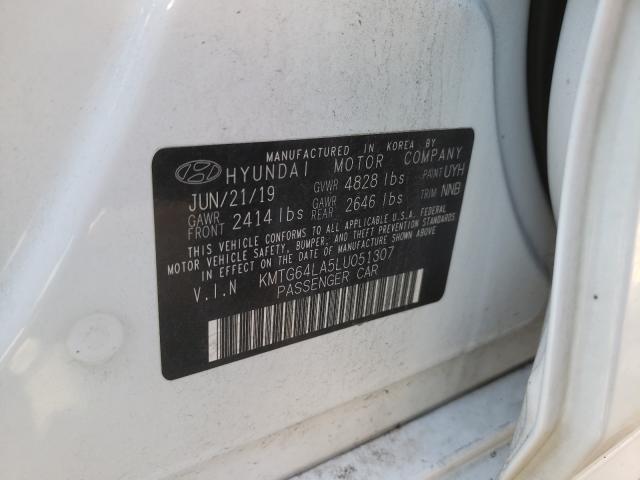 MANUFACTURED IN KOREA BY
HYUNDAI MOTOR COMPANY
JUN/21/19 GVWR 4828 lbs PAINT UYH
GAWR FRONT 2414 lbs GAWR REAR 2646 lbs TRIM NNB
THIS VEHICLE CONFORMS TO ALL APPLICABLE U.S.A. FEDERAL
MOTOR VEHICLE SAFETY, BUMPER, AND THEFT PREVENTION STANDARDS
IN EFFECT ON THE DATE OF MANUFACTURE SHOWN ABOVE.
V.I.N KMTG64LA5LU051307
PASSENGER CAR